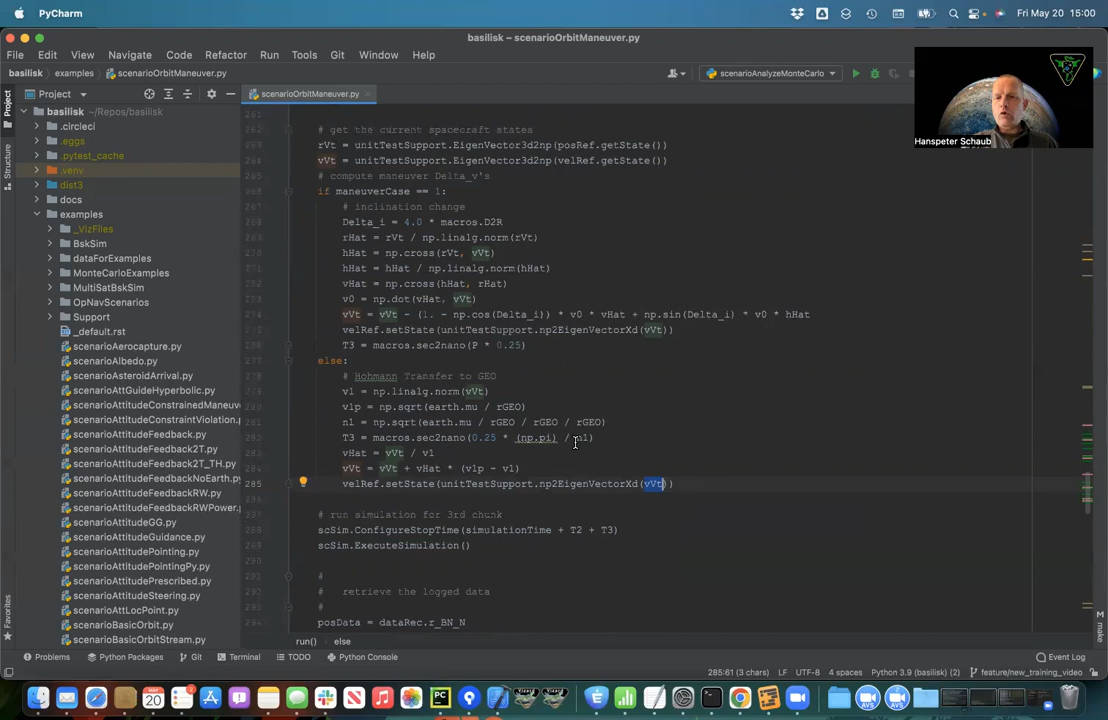 PyCharm
Fri May 20 15:00
basilisk – scenarioOrbitManeuver.py
File Edit View Navigate Code Refactor Run Tools Git Window Help
basilisk examples scenarioOrbitManeuver.py
scenarioAnalyzeMonteCarlo
Hanspeter Schaub
Project
scenarioOrbitManeuver.py
Project
Structure
Favorites
make
basilisk ~/Repos/basilisk
.circleci
.eggs
.pytest_cache
.venv
dist3
docs
examples
_VizFiles
BskSim
dataForExamples
MonteCarloExamples
MultiSatBskSim
OpNavScenarios
Support
_default.rst
scenarioAerocapture.py
scenarioAlbedo.py
scenarioAsteroidArrival.py
scenarioAttGuideHyperbolic.py
scenarioAttitudeConstrainedManeuv
scenarioAttitudeConstraintViolation.
scenarioAttitudeFeedback.py
scenarioAttitudeFeedback2T.py
scenarioAttitudeFeedback2T_TH.py
scenarioAttitudeFeedbackNoEarth.py
scenarioAttitudeFeedbackRW.py
scenarioAttitudeFeedbackRWPower.
scenarioAttitudeGG.py
scenarioAttitudeGuidance.py
scenarioAttitudePointing.py
scenarioAttitudePointingPy.py
scenarioAttitudePrescribed.py
scenarioAttitudeSteering.py
scenarioAttLocPoint.py
scenarioBasicOrbit.py
scenarioBasicOrbitStream.py
# get the current spacecraft states
rVt = unitTestSupport.EigenVector3d2np(posRef.getState())
vVt = unitTestSupport.EigenVector3d2np(velRef.getState())
# compute maneuver Delta_v's
if maneuverCase == 1:
# inclination change
Delta_i = 4.0 * macros.D2R
rHat = rVt / np.linalg.norm(rVt)
hHat = np.cross(rVt, vVt)
hHat = hHat / np.linalg.norm(hHat)
vHat = np.cross(hHat, rHat)
v0 = np.dot(vHat, vVt)
vVt = vVt - (1. - np.cos(Delta_i)) * v0 * vHat + np.sin(Delta_i) * v0 * hHat
velRef.setState(unitTestSupport.np2EigenVectorXd(vVt))
T3 = macros.sec2nano(P * 0.25)
else:
# Hohmann Transfer to GEO
v1 = np.linalg.norm(vVt)
v1p = np.sqrt(earth.mu / rGEO)
n1 = np.sqrt(earth.mu / rGEO / rGEO / rGEO)
T3 = macros.sec2nano(0.25 * (np.pi) / n1)
vHat = vVt / v1
vVt = vVt + vHat * (v1p - v1)
285 velRef.setState(unitTestSupport.np2EigenVectorXd(vVt))
# run simulation for 3rd chunk
scSim.ConfigureStopTime(simulationTime + T2 + T3)
scSim.ExecuteSimulation()
#
# retrieve the logged data
#
posData = dataRec.r_BN_N
run() else
Problems Python Packages Git Terminal TODO Python Console Event Log
285:61 (3 chars) LF UTF-8 4 spaces Python 3.9 (basilisk) (2) feature/new_training_video